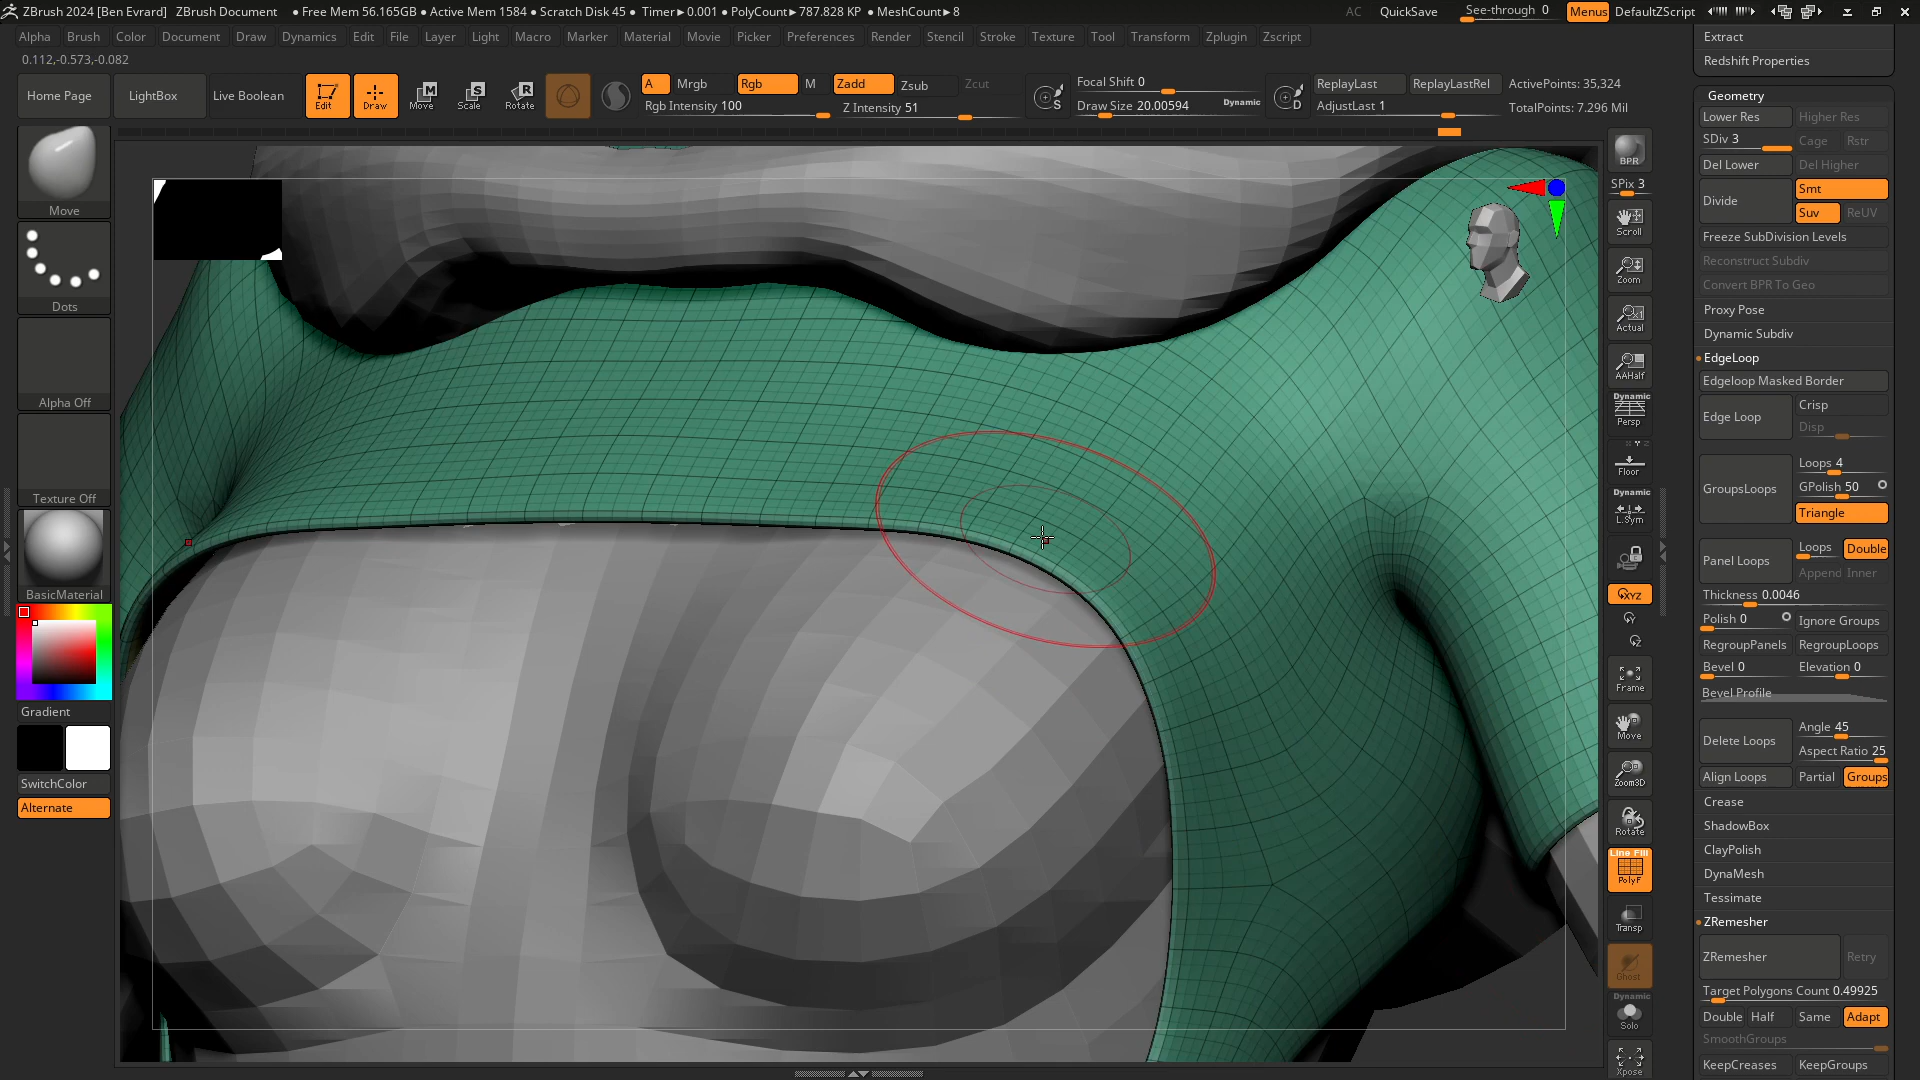 ZBrush 2024 [Ben Evrard] ZBrush Document • Free Mem 56.165GB • Active Mem 1584 • Scratch Disk 45 • Timer▸0.001 • PolyCount▸787.828 KP • MeshCount▸8 AC QuickSave See-through 0 Menus DefaultZScript
Alpha Brush Color Document Draw Dynamics Edit File Layer Light Macro Marker Material Movie Picker Preferences Render Stencil Stroke Texture Tool Transform Zplugin Zscript
0.112,-0.573,-0.082
Home Page LightBox Live Boolean Edit Draw Move Scale Rotate
A Mrgb Rgb M Zadd Zsub Zcut
Rgb Intensity 100 Z Intensity 51
Focal Shift 0
Draw Size 20.00594 Dynamic
S D
ReplayLast ReplayLastRel ActivePoints: 35,324
AdjustLast 1 TotalPoints: 7.296 Mil
Move
Dots
Alpha Off
Texture Off
BasicMaterial
Gradient
SwitchColor
Alternate
BPR
SPix 3
Scroll
Zoom
Actual
AAHalf
Dynamic
Persp
Floor
Dynamic
L.Sym
XYZ
Frame
Move
Zoom3D
Rotate
Line Fill
PolyF
Transp
Ghost
Dynamic
Solo
Xpose
Extract
Redshift Properties
Geometry
Lower Res Higher Res
SDiv 3 Cage Rstr
Del Lower Del Higher
Divide Smt
Suv ReUV
Freeze SubDivision Levels
Reconstruct Subdiv
Convert BPR To Geo
Proxy Pose
Dynamic Subdiv
EdgeLoop
Edgeloop Masked Border
Edge Loop Crisp
Disp
GroupsLoops Loops 4
GPolish 50
Triangle
Panel Loops Loops Double
Append Inner
Thickness 0.0046
Polish 0 Ignore Groups
RegroupPanels RegroupLoops
Bevel 0 Elevation 0
Bevel Profile
Delete Loops Angle 45
Aspect Ratio 25
Align Loops Partial Groups
Crease
ShadowBox
ClayPolish
DynaMesh
Tessimate
ZRemesher
ZRemesher Retry
Target Polygons Count 0.49925
Double Half Same Adapt
SmoothGroups
KeepCreases KeepGroups